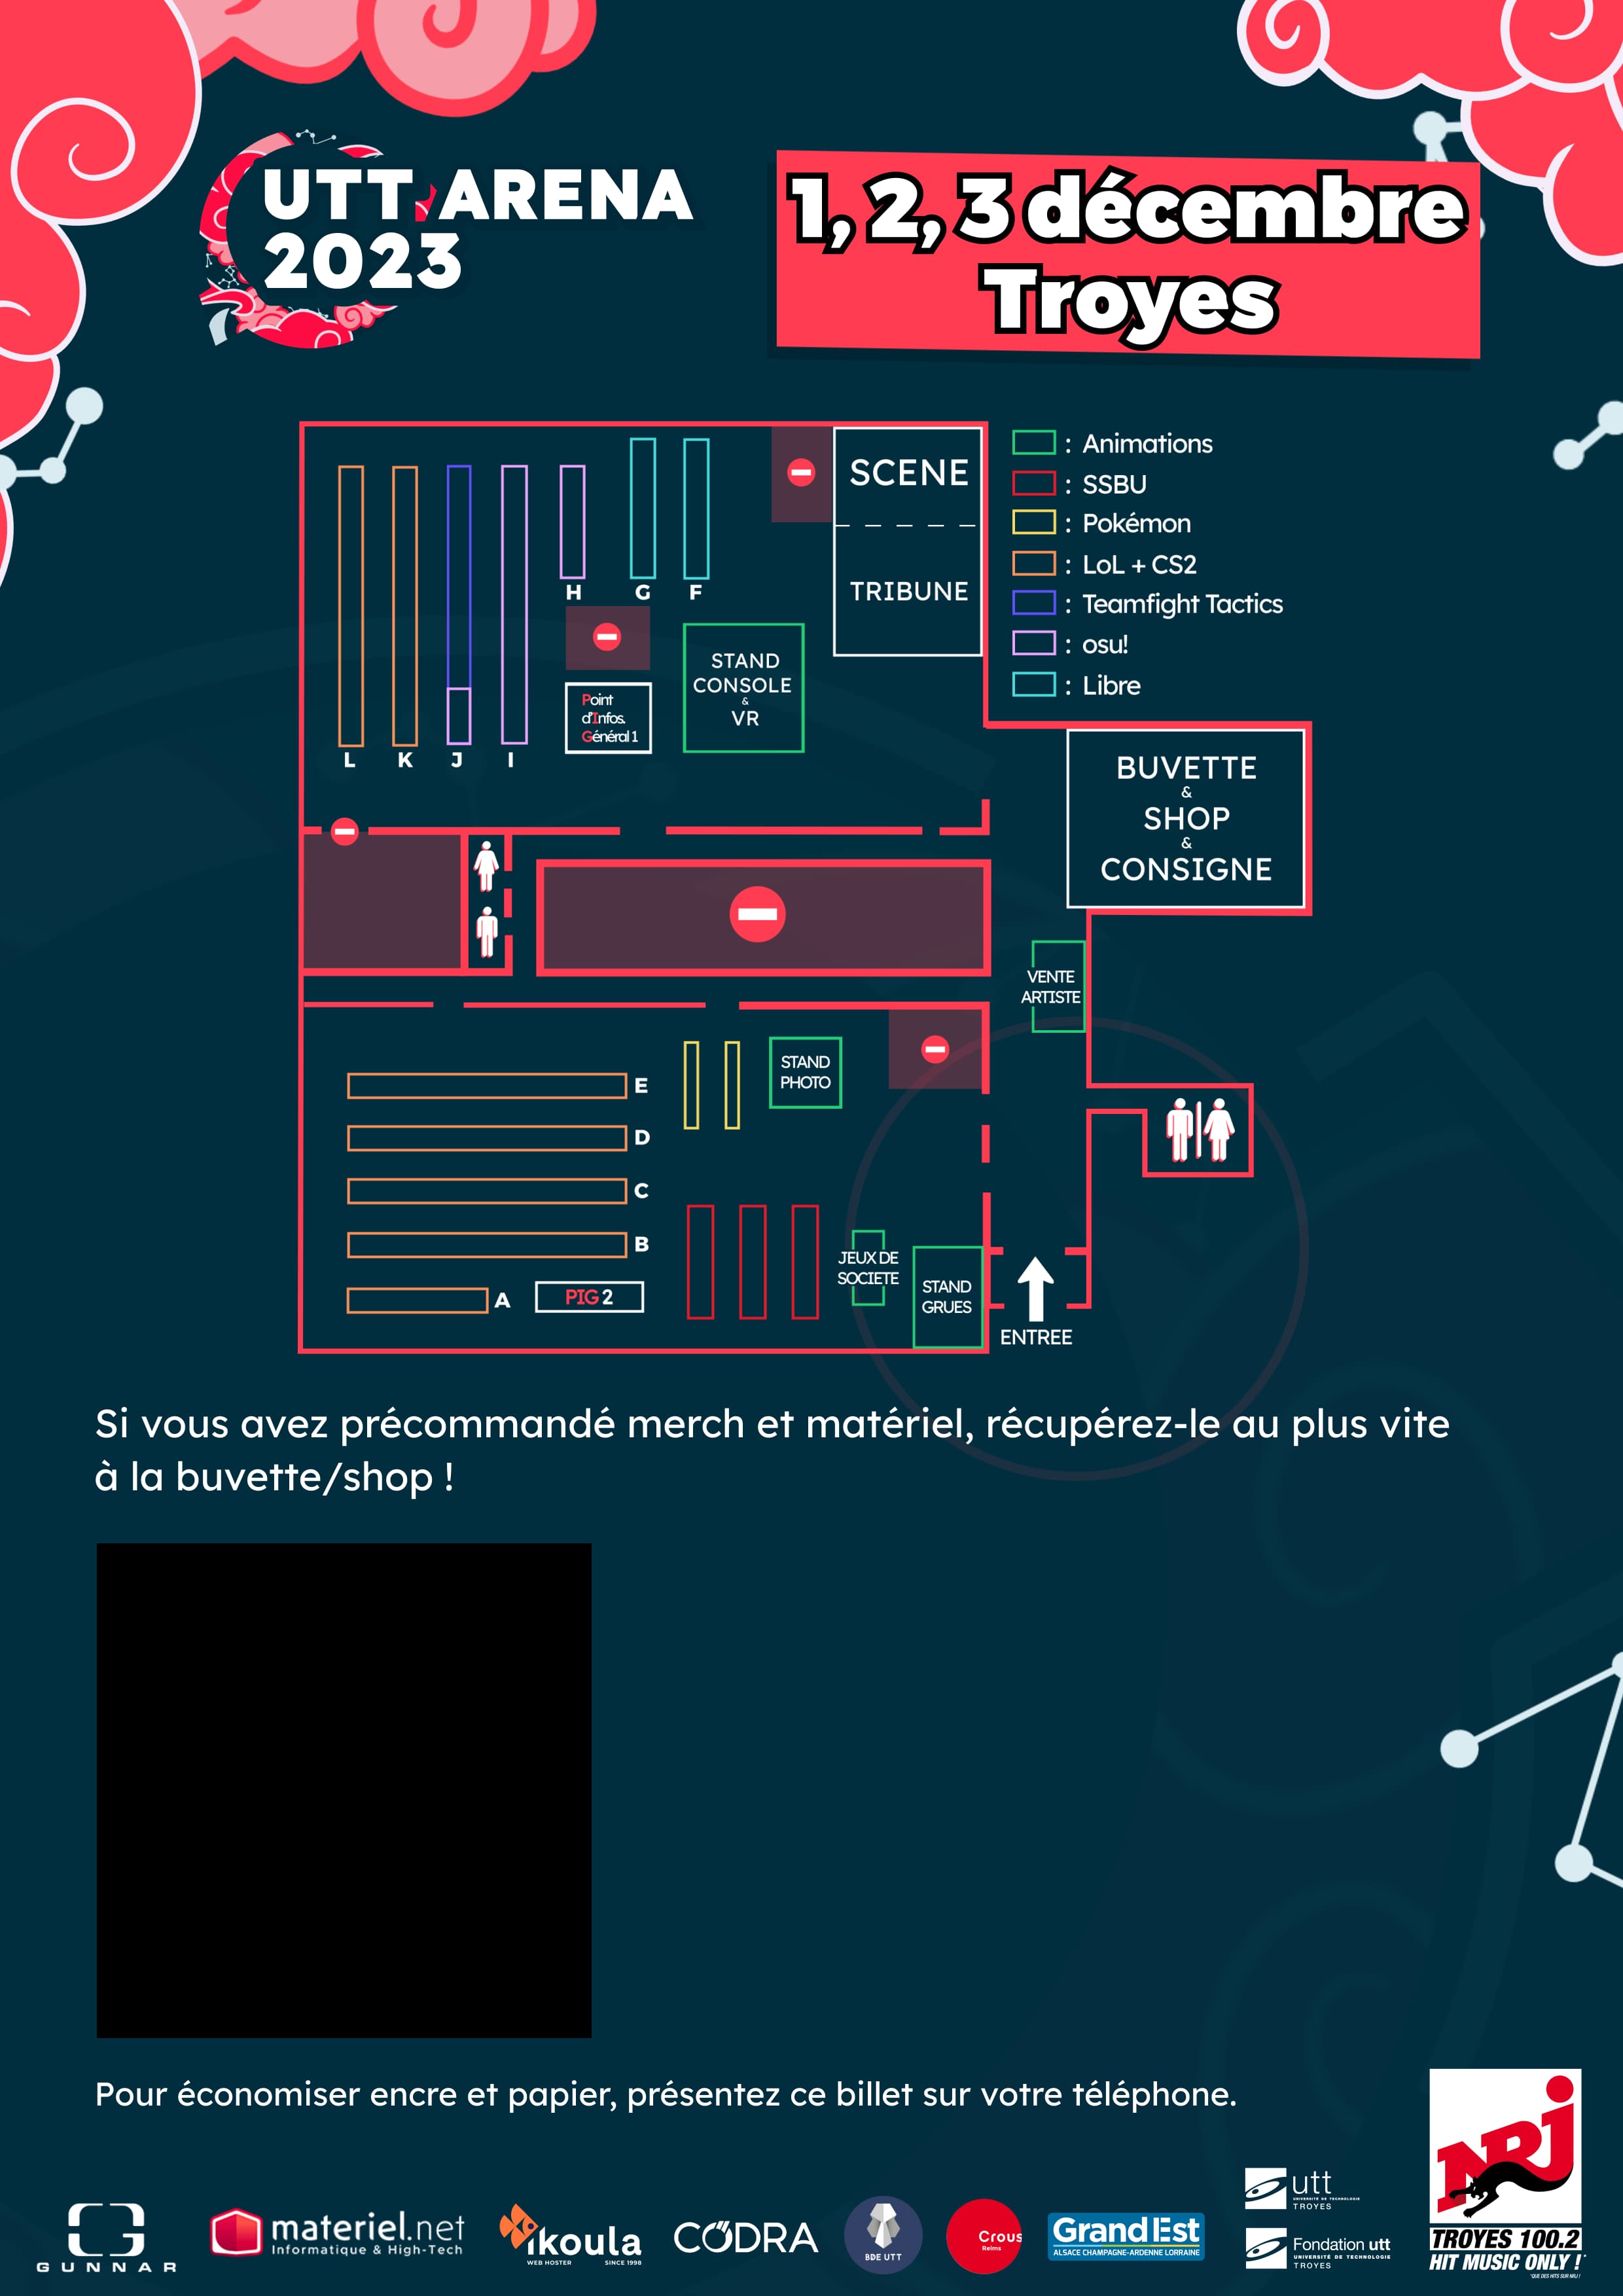 UTT ARENA
2023
1, 2, 3 décembre
Troyes
SCENE
TRIBUNE
: Animations
: SSBU
: Pokémon
: LoL + CS2
: Teamfight Tactics
: osu!
: Libre
H
G
F
STAND
CONSOLE
&
VR
Point
d'Infos.
Général 1
L
K
J
I
BUVETTE
&
SHOP
&
CONSIGNE
VENTE
ARTISTE
STAND
PHOTO
E
D
C
B
A
PIG 2
JEUX DE
SOCIETE
STAND
GRUES
ENTREE
Si vous avez précommandé merch et matériel, récupérez-le au plus vite
à la buvette/shop !
Pour économiser encre et papier, présentez ce billet sur votre téléphone.
GUNNAR
materiel.net
Informatique & High-Tech
ikoula
WEB HOSTER SINCE 1998
CODRA
BDE UTT
Crous
Reims
Grand Est
ALSACE CHAMPAGNE-ARDENNE LORRAINE
utt
UNIVERSITÉ DE TECHNOLOGIE
TROYES
Fondation utt
UNIVERSITÉ DE TECHNOLOGIE
TROYES
NRJ
TROYES 100.2
HIT MUSIC ONLY !*
*QUE DES HITS SUR NRJ !